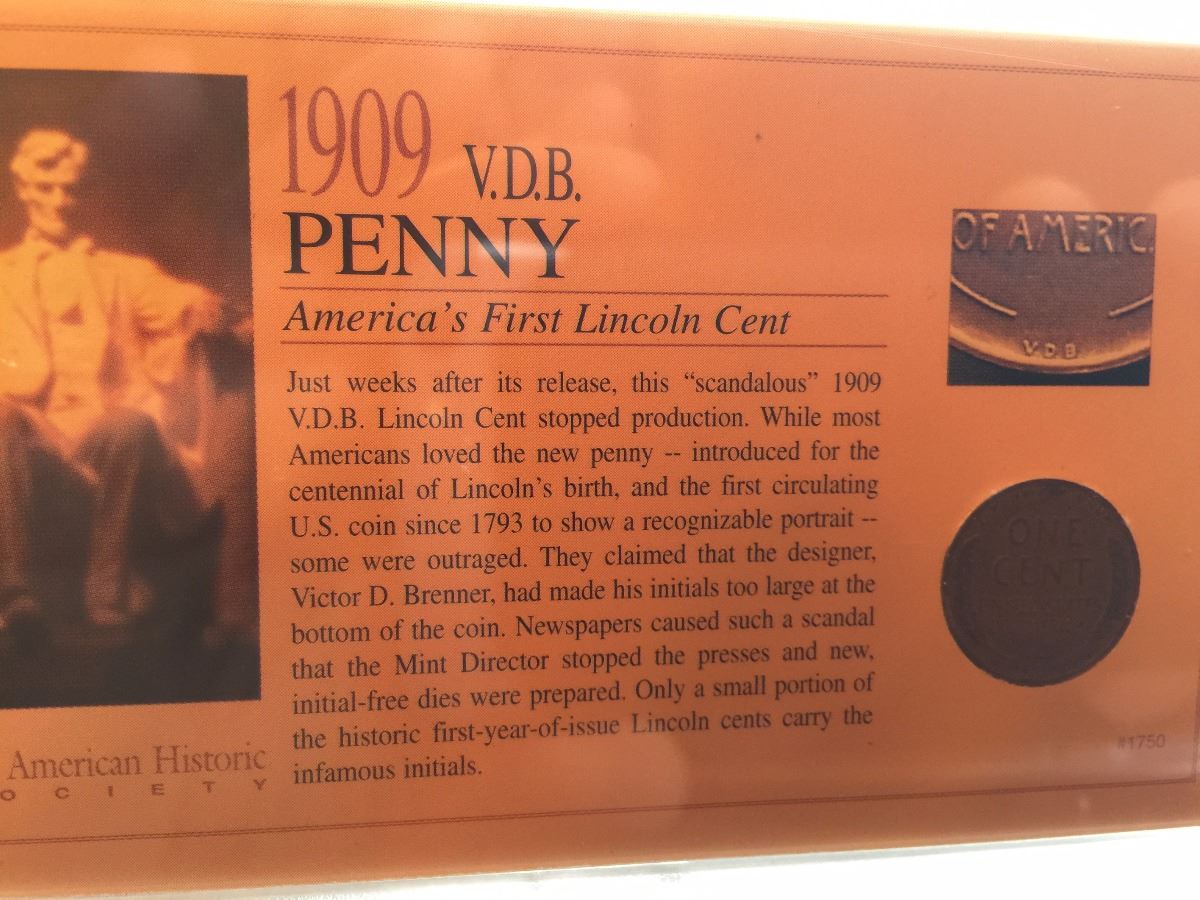 1909 V.D.B.
PENNY
America's First Lincoln Cent
Just weeks after its release, this “scandalous” 1909
V.D.B. Lincoln Cent stopped production. While most
Americans loved the new penny -- introduced for the
centennial of Lincoln's birth, and the first circulating
U.S. coin since 1793 to show a recognizable portrait --
some were outraged. They claimed that the designer,
Victor D. Brenner, had made his initials too large at the
bottom of the coin. Newspapers caused such a scandal
that the Mint Director stopped the presses and new,
initial-free dies were prepared. Only a small portion of
the historic first-year-of-issue Lincoln cents carry the
infamous initials.
American Historic
O C I E T Y
OF AMERIC
V.D.B.
ONE
CENT
#1750